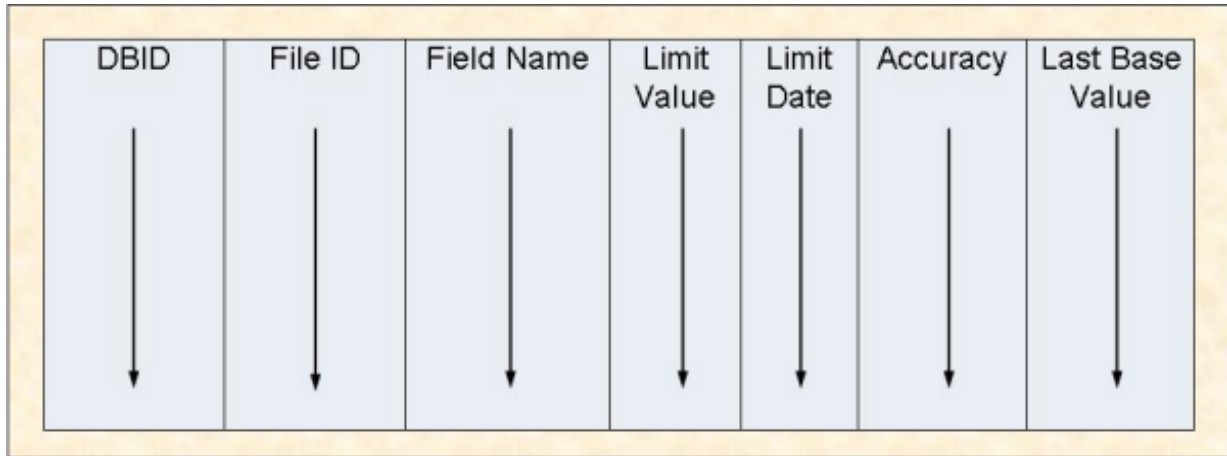 DBID
File ID
Field Name
Limit
Value
Limit
Date
Accuracy
Last Base
Value